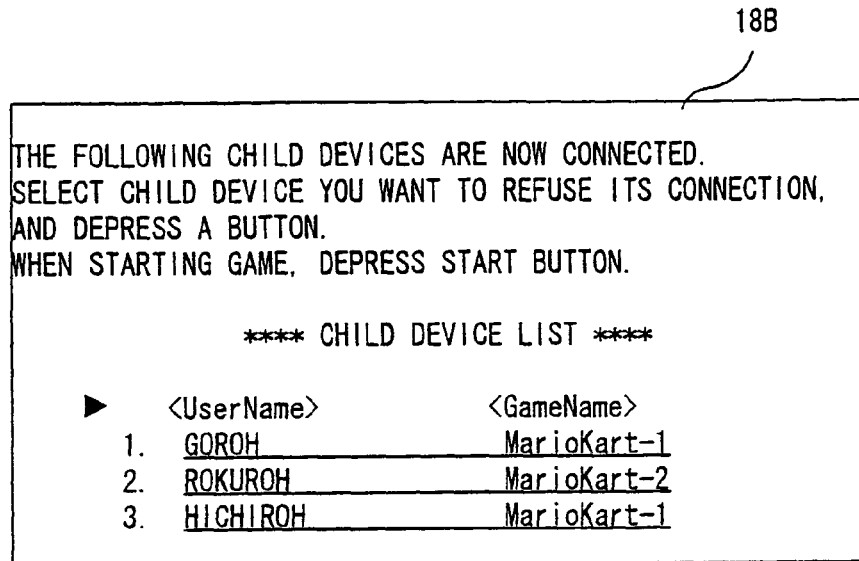 18B
THE FOLLOWING CHILD DEVICES ARE NOW CONNECTED.
SELECT CHILD DEVICE YOU WANT TO REFUSE ITS CONNECTION,
AND DEPRESS A BUTTON.
WHEN STARTING GAME, DEPRESS START BUTTON.
**** CHILD DEVICE LIST ****
▶ <UserName> <GameName>
1. GOROH MarioKart-1
2. ROKUROH MarioKart-2
3. HICHIROH MarioKart-1